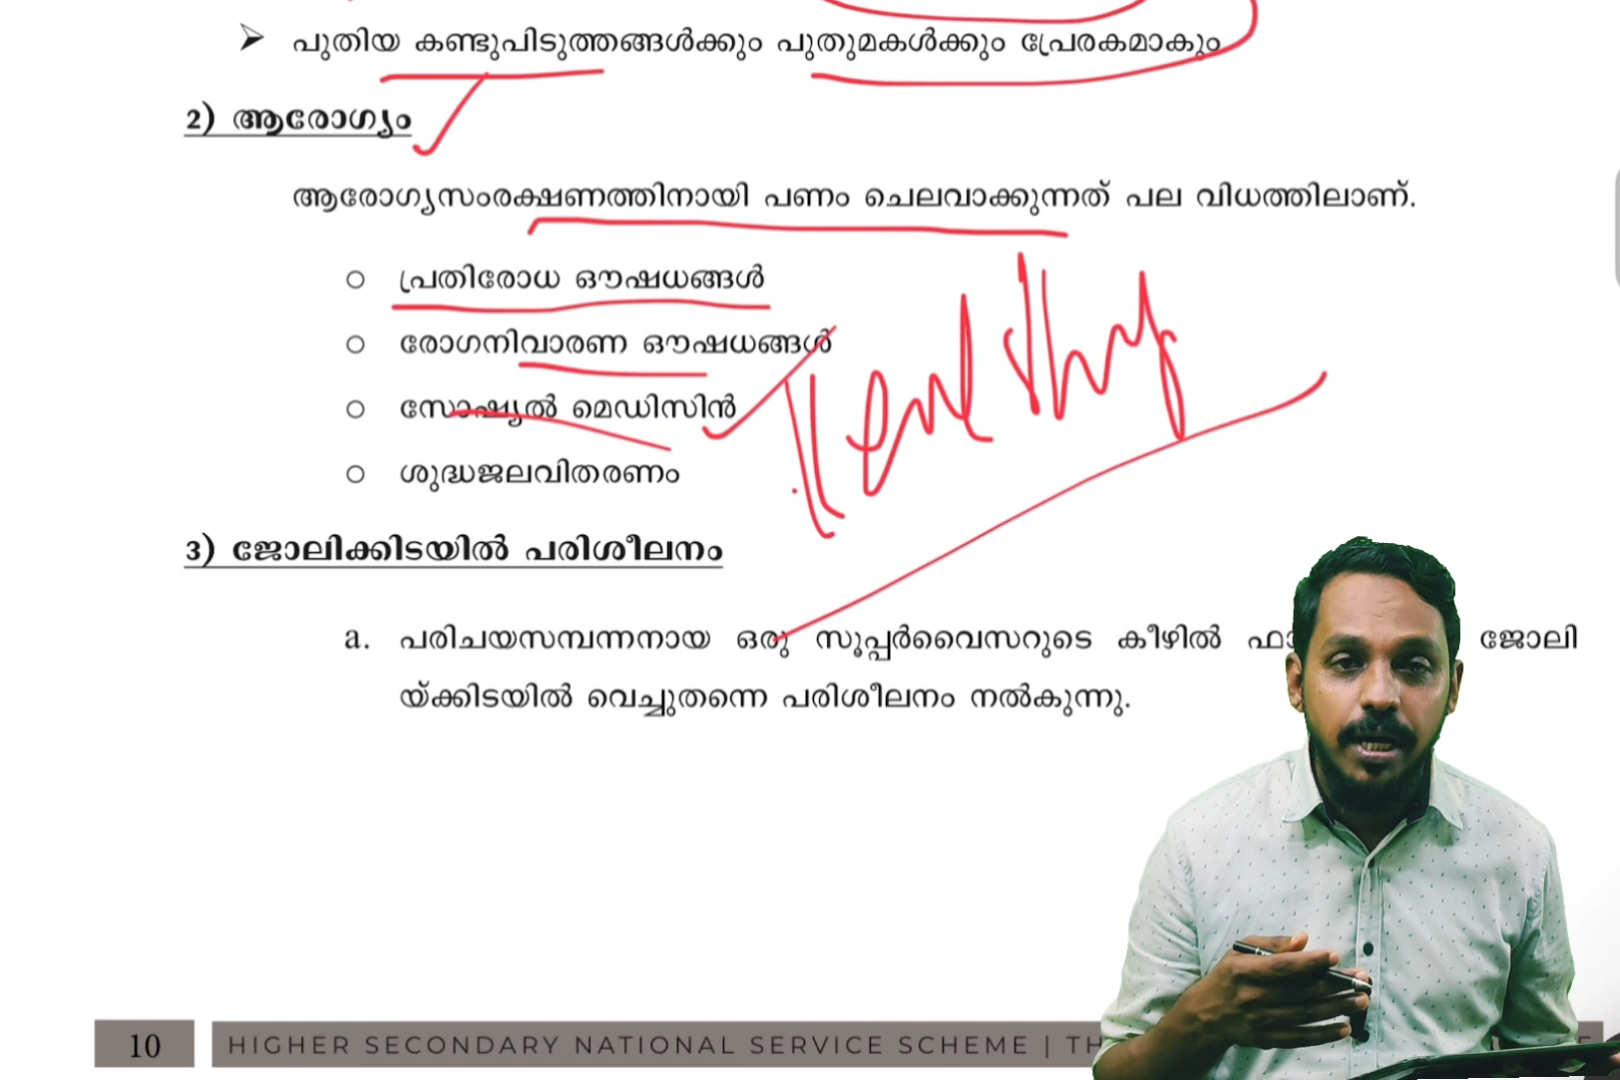 ➤ പുതിയ കണ്ടുപിടുത്തങ്ങൾക്കും പുതുമകൾക്കും പ്രേരകമാകും
2) ആരോഗ്യം
ആരോഗ്യസംരക്ഷണത്തിനായി പണം ചെലവാക്കുന്നത് പല വിധത്തിലാണ്.
○ പ്രതിരോധ ഔഷധങ്ങൾ
○ രോഗനിവാരണ ഔഷധങ്ങൾ
○ സോഷ്യൽ മെഡിസിൻ
○ ശുദ്ധജലവിതരണം
3) ജോലിക്കിടയിൽ പരിശീലനം
a. പരിചയസമ്പന്നനായ ഒരു സൂപ്പർവൈസറുടെ കീഴിൽ ജോലി
യ്ക്കിടയിൽ വെച്ചുതന്നെ പരിശീലനം നൽകുന്നു.
10 HIGHER SECONDARY NATIONAL SERVICE SCHEME |